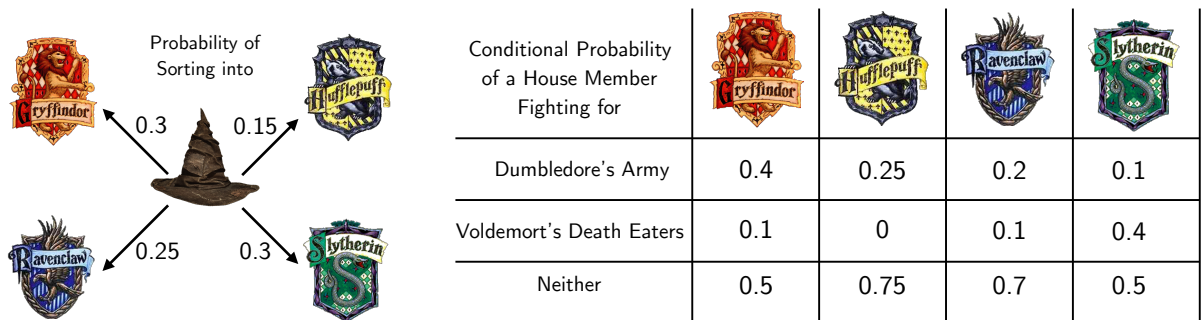 Probability of
Sorting into
Gryffindor
Hufflepuff
0.3
0.15
0.25
0.3
Ravenclaw
Slytherin
Conditional Probability
of a House Member
Fighting for
Gryffindor
Hufflepuff
Ravenclaw
Slytherin
Dumbledore's Army 0.4 0.25 0.2 0.1
Voldemort's Death Eaters 0.1 0 0.1 0.4
Neither 0.5 0.75 0.7 0.5